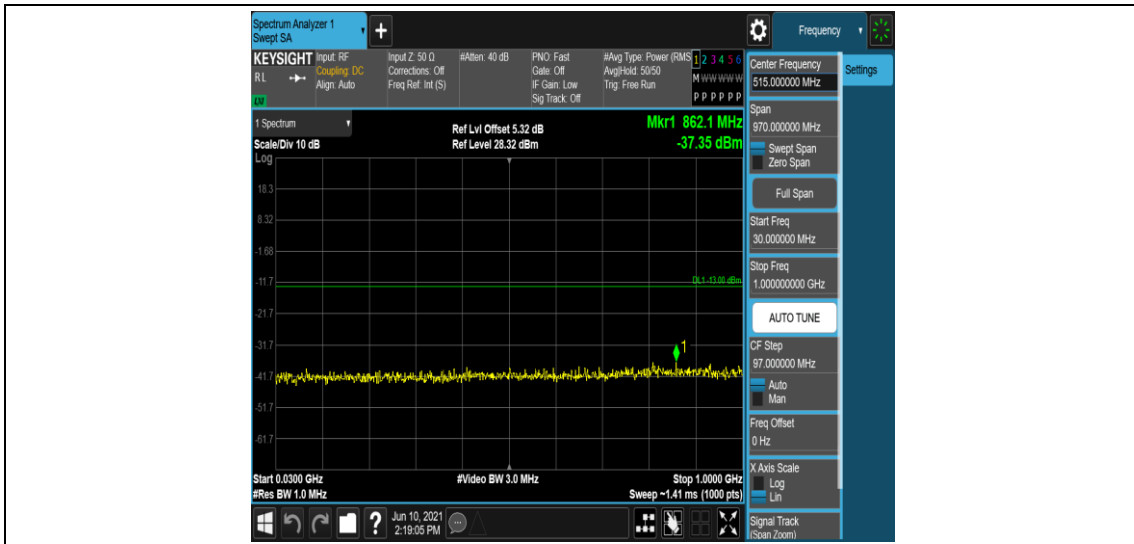 Spectrum Analyzer 1
Swept SA
+
Frequency
KEYSIGHT
RL
LXI
Input: RF
Coupling: DC
Align: Auto
Input Z: 50 Ω
Corrections: Off
Freq Ref: Int (S)
#Atten: 40 dB
PNO: Fast
Gate: Off
IF Gain: Low
Sig Track: Off
#Avg Type: Power (RMS
Avg|Hold: 50/50
Trig: Free Run
1 2 3 4 5 6
M W W W W W
P P P P P P
1 Spectrum
Scale/Div 10 dB
Log
Ref Lvl Offset 5.32 dB
Ref Level 28.32 dBm
Mkr1 862.1 MHz
-37.35 dBm
18.3
8.32
-1.68
-11.7
DL1 -13.00 dBm
-21.7
-31.7
1
-41.7
-51.7
-61.7
Start 0.0300 GHz
#Res BW 1.0 MHz
#Video BW 3.0 MHz
Stop 1.0000 GHz
Sweep ~1.41 ms (1000 pts)
Center Frequency
515.000000 MHz
Settings
Span
970.000000 MHz
Swept Span
Zero Span
Full Span
Start Freq
30.000000 MHz
Stop Freq
1.000000000 GHz
AUTO TUNE
CF Step
97.000000 MHz
Auto
Man
Freq Offset
0 Hz
X Axis Scale
Log
Lin
Signal Track
(Span Zoom)
?
Jun 10, 2021
2:19:05 PM